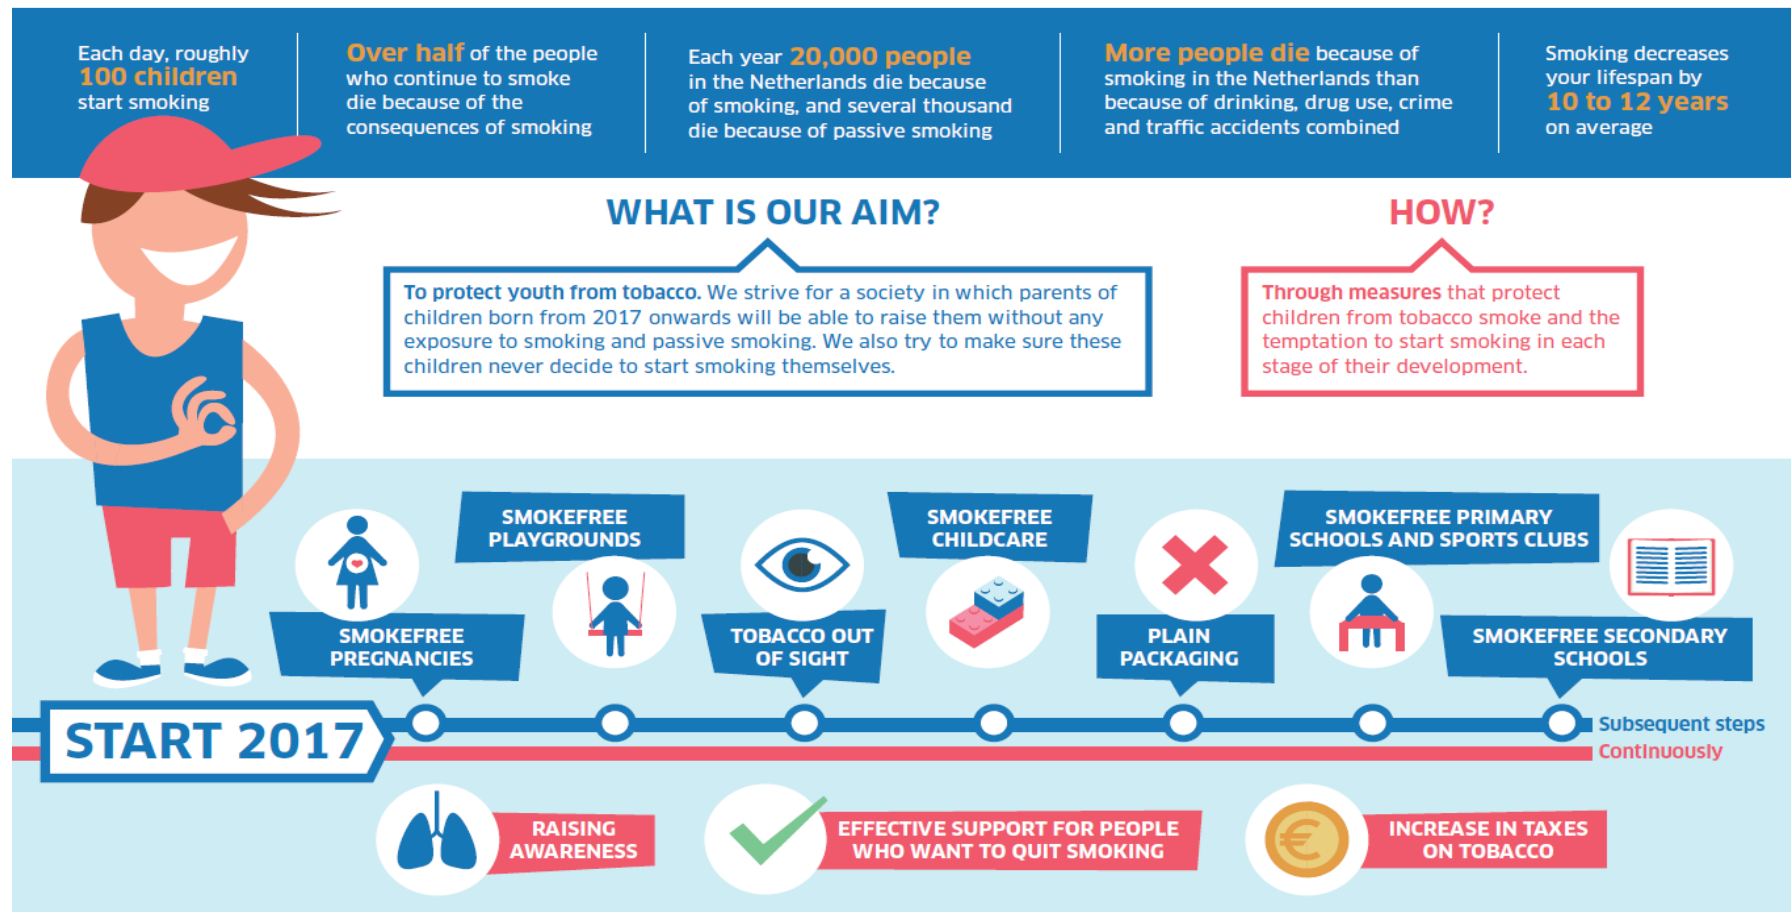 Each day, roughly
100 children
start smoking
Over half of the people
who continue to smoke
die because of the
consequences of smoking
Each year 20,000 people
in the Netherlands die because
of smoking, and several thousand
die because of passive smoking
More people die because of
smoking in the Netherlands than
because of drinking, drug use, crime
and traffic accidents combined
Smoking decreases
your lifespan by
10 to 12 years
on average
WHAT IS OUR AIM?
To protect youth from tobacco. We strive for a society in which parents of
children born from 2017 onwards will be able to raise them without any
exposure to smoking and passive smoking. We also try to make sure these
children never decide to start smoking themselves.
HOW?
Through measures that protect
children from tobacco smoke and the
temptation to start smoking in each
stage of their development.
SMOKEFREE
PREGNANCIES
SMOKEFREE
PLAYGROUNDS
TOBACCO OUT
OF SIGHT
SMOKEFREE
CHILDCARE
PLAIN
PACKAGING
SMOKEFREE PRIMARY
SCHOOLS AND SPORTS CLUBS
SMOKEFREE SECONDARY
SCHOOLS
START 2017
Subsequent steps
Continuously
RAISING
AWARENESS
EFFECTIVE SUPPORT FOR PEOPLE
WHO WANT TO QUIT SMOKING
€
INCREASE IN TAXES
ON TOBACCO